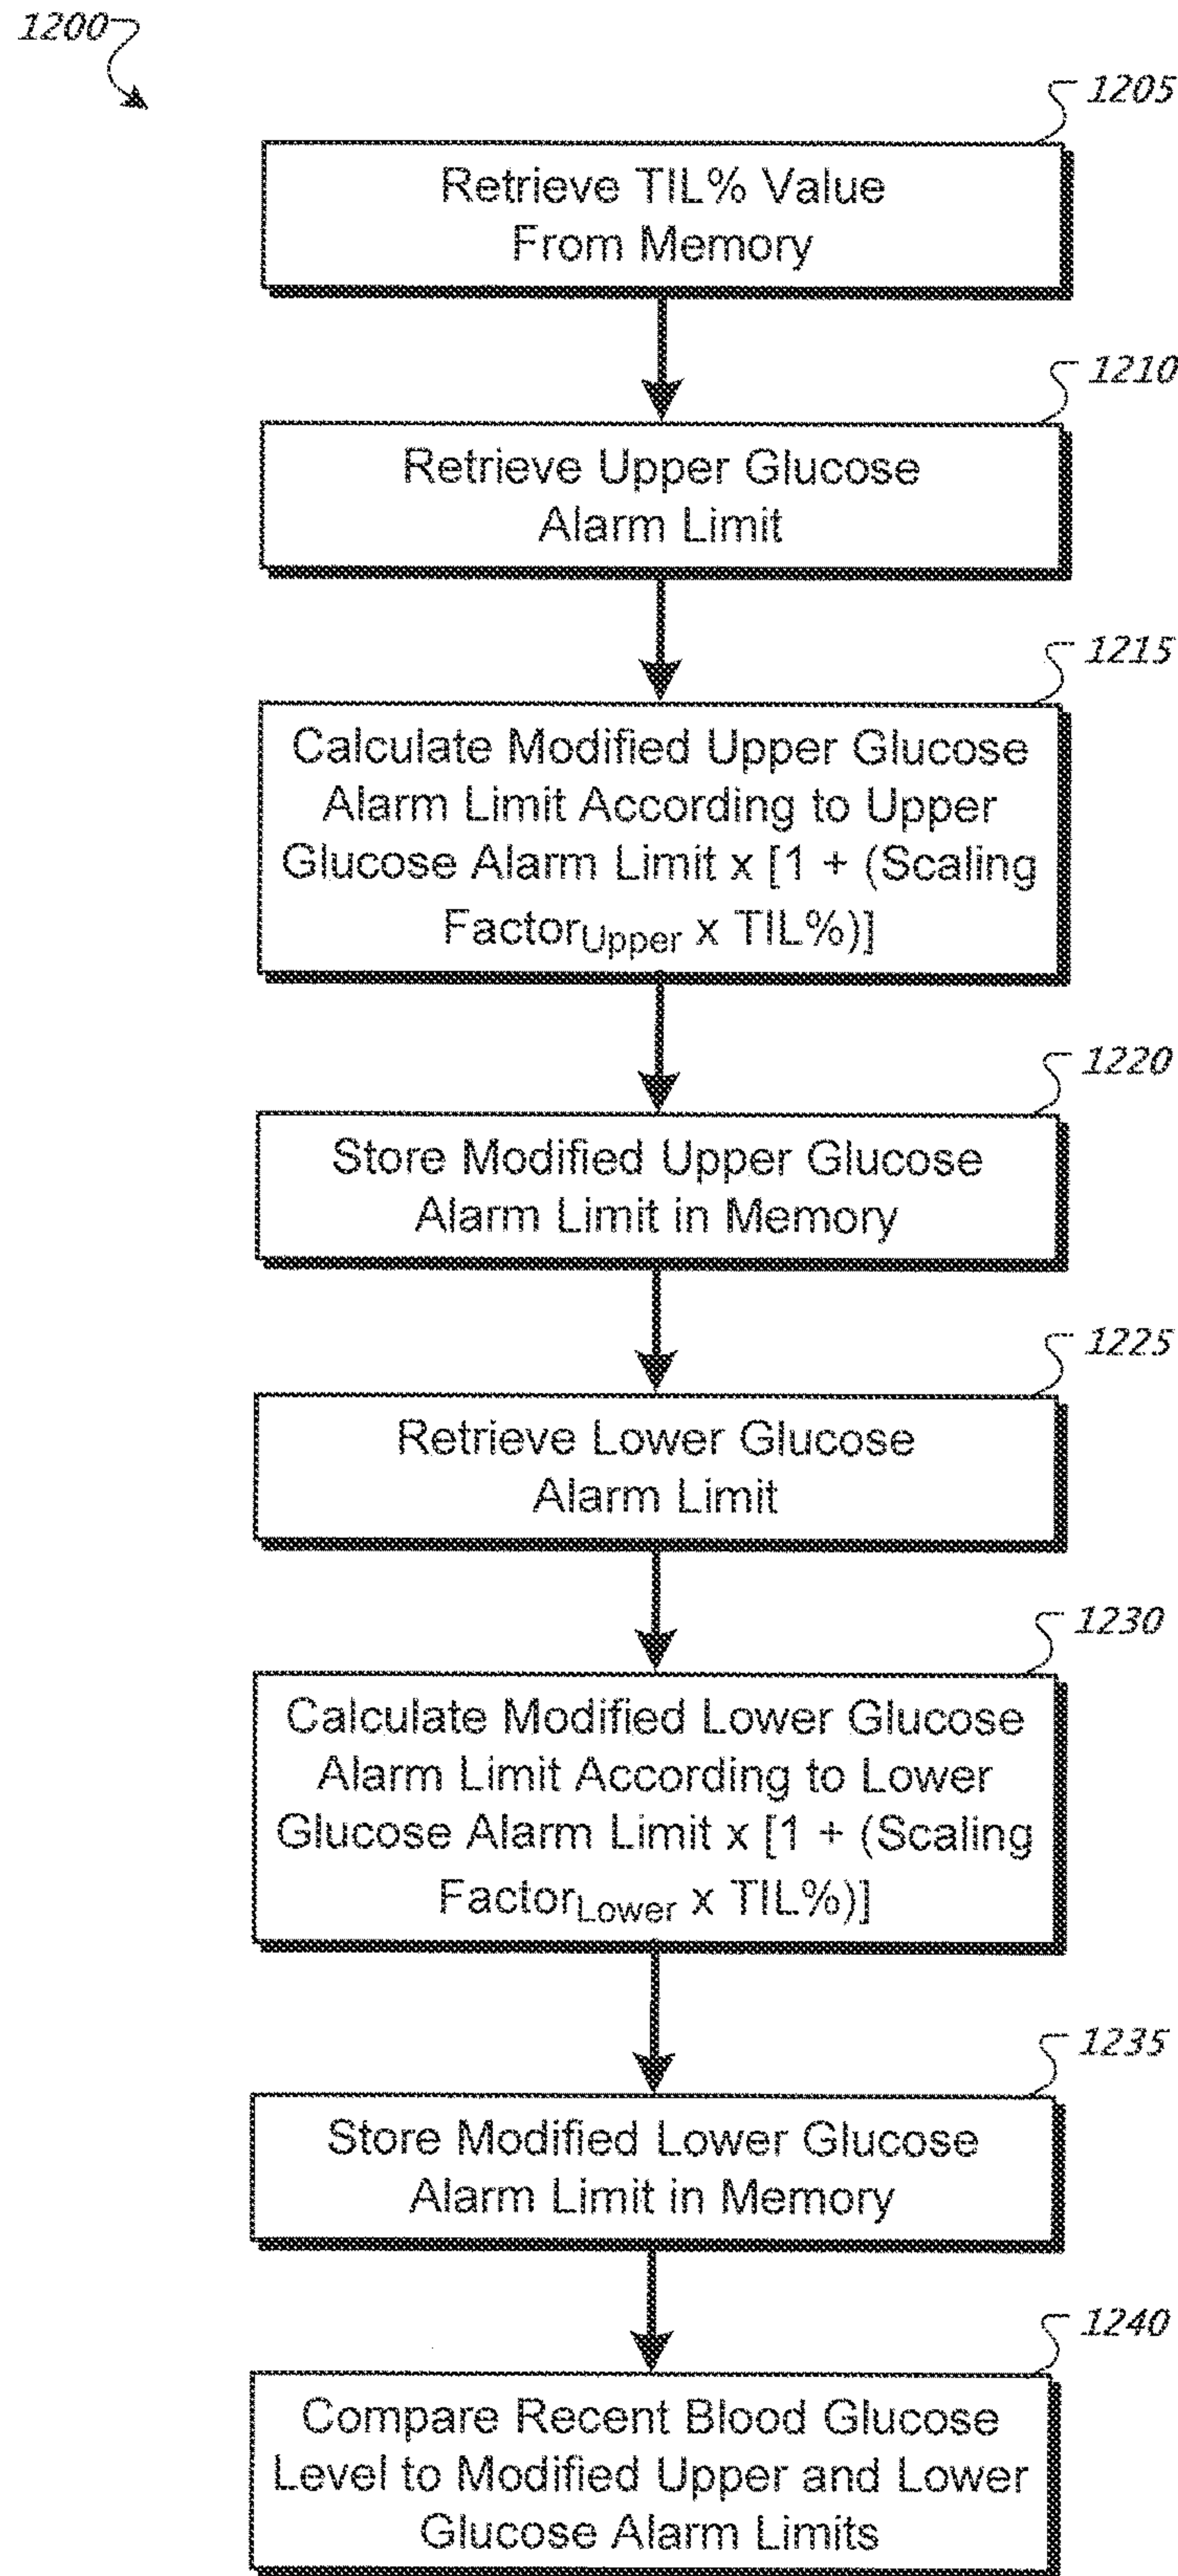 1200
1205
Retrieve TIL% Value
From Memory
1210
Retrieve Upper Glucose
Alarm Limit
1215
Calculate Modified Upper Glucose
Alarm Limit According to Upper
Glucose Alarm Limit x [1 + (Scaling
Factor_Upper x TIL%)]
1220
Store Modified Upper Glucose
Alarm Limit in Memory
1225
Retrieve Lower Glucose
Alarm Limit
1230
Calculate Modified Lower Glucose
Alarm Limit According to Lower
Glucose Alarm Limit x [1 + (Scaling
Factor_Lower x TIL%)]
1235
Store Modified Lower Glucose
Alarm Limit in Memory
1240
Compare Recent Blood Glucose
Level to Modified Upper and Lower
Glucose Alarm Limits